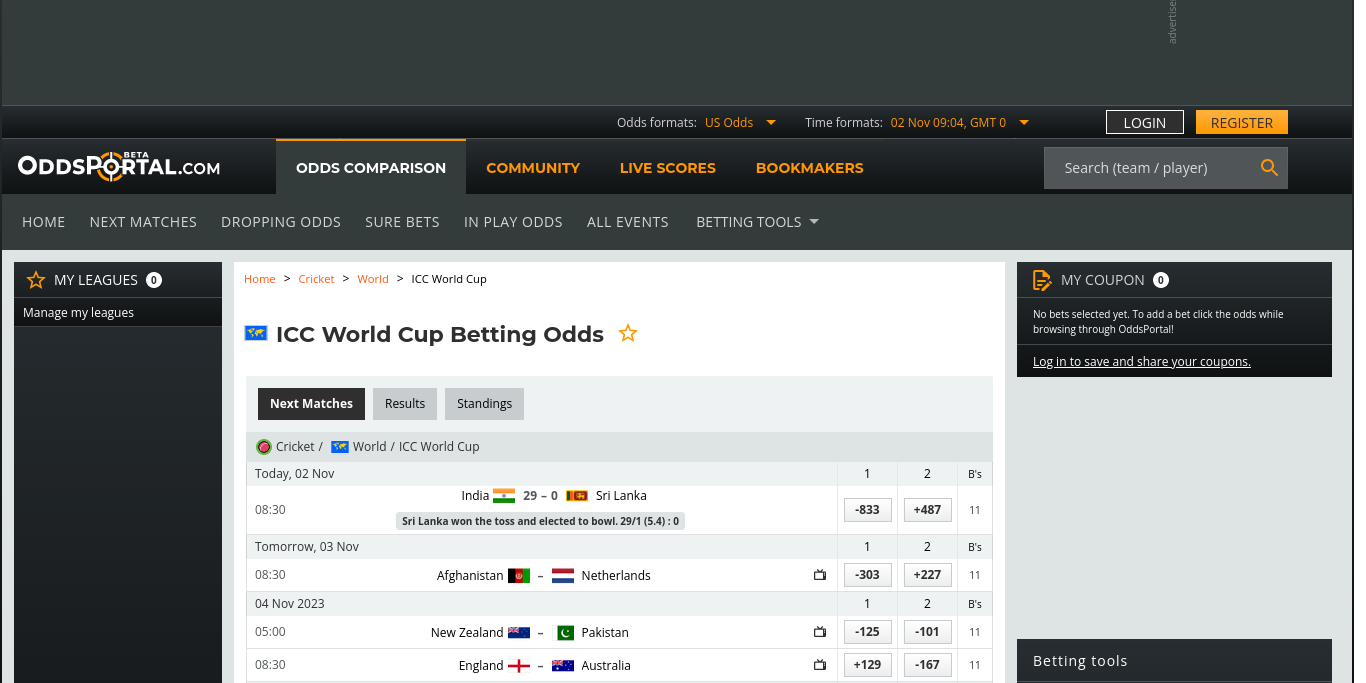 Odds formats: US Odds Time formats: 02 Nov 09:04, GMT 0 LOGIN REGISTER
ODDSPORTAL.COM BETA ODDS COMPARISON COMMUNITY LIVE SCORES BOOKMAKERS Search (team / player)
HOME NEXT MATCHES DROPPING ODDS SURE BETS IN PLAY ODDS ALL EVENTS BETTING TOOLS
MY LEAGUES 0
Manage my leagues
Home > Cricket > World > ICC World Cup
ICC World Cup Betting Odds
Next Matches Results Standings
Cricket / World / ICC World Cup
Today, 02 Nov 1 2 B's
08:30 India 29 – 0 Sri Lanka -833 +487 11
Sri Lanka won the toss and elected to bowl. 29/1 (5.4) : 0
Tomorrow, 03 Nov 1 2 B's
08:30 Afghanistan – Netherlands -303 +227 11
04 Nov 2023 1 2 B's
05:00 New Zealand – Pakistan -125 -101 11
08:30 England – Australia +129 -167 11
MY COUPON 0
No bets selected yet. To add a bet click the odds while
browsing through OddsPortal!
Log in to save and share your coupons.
Betting tools